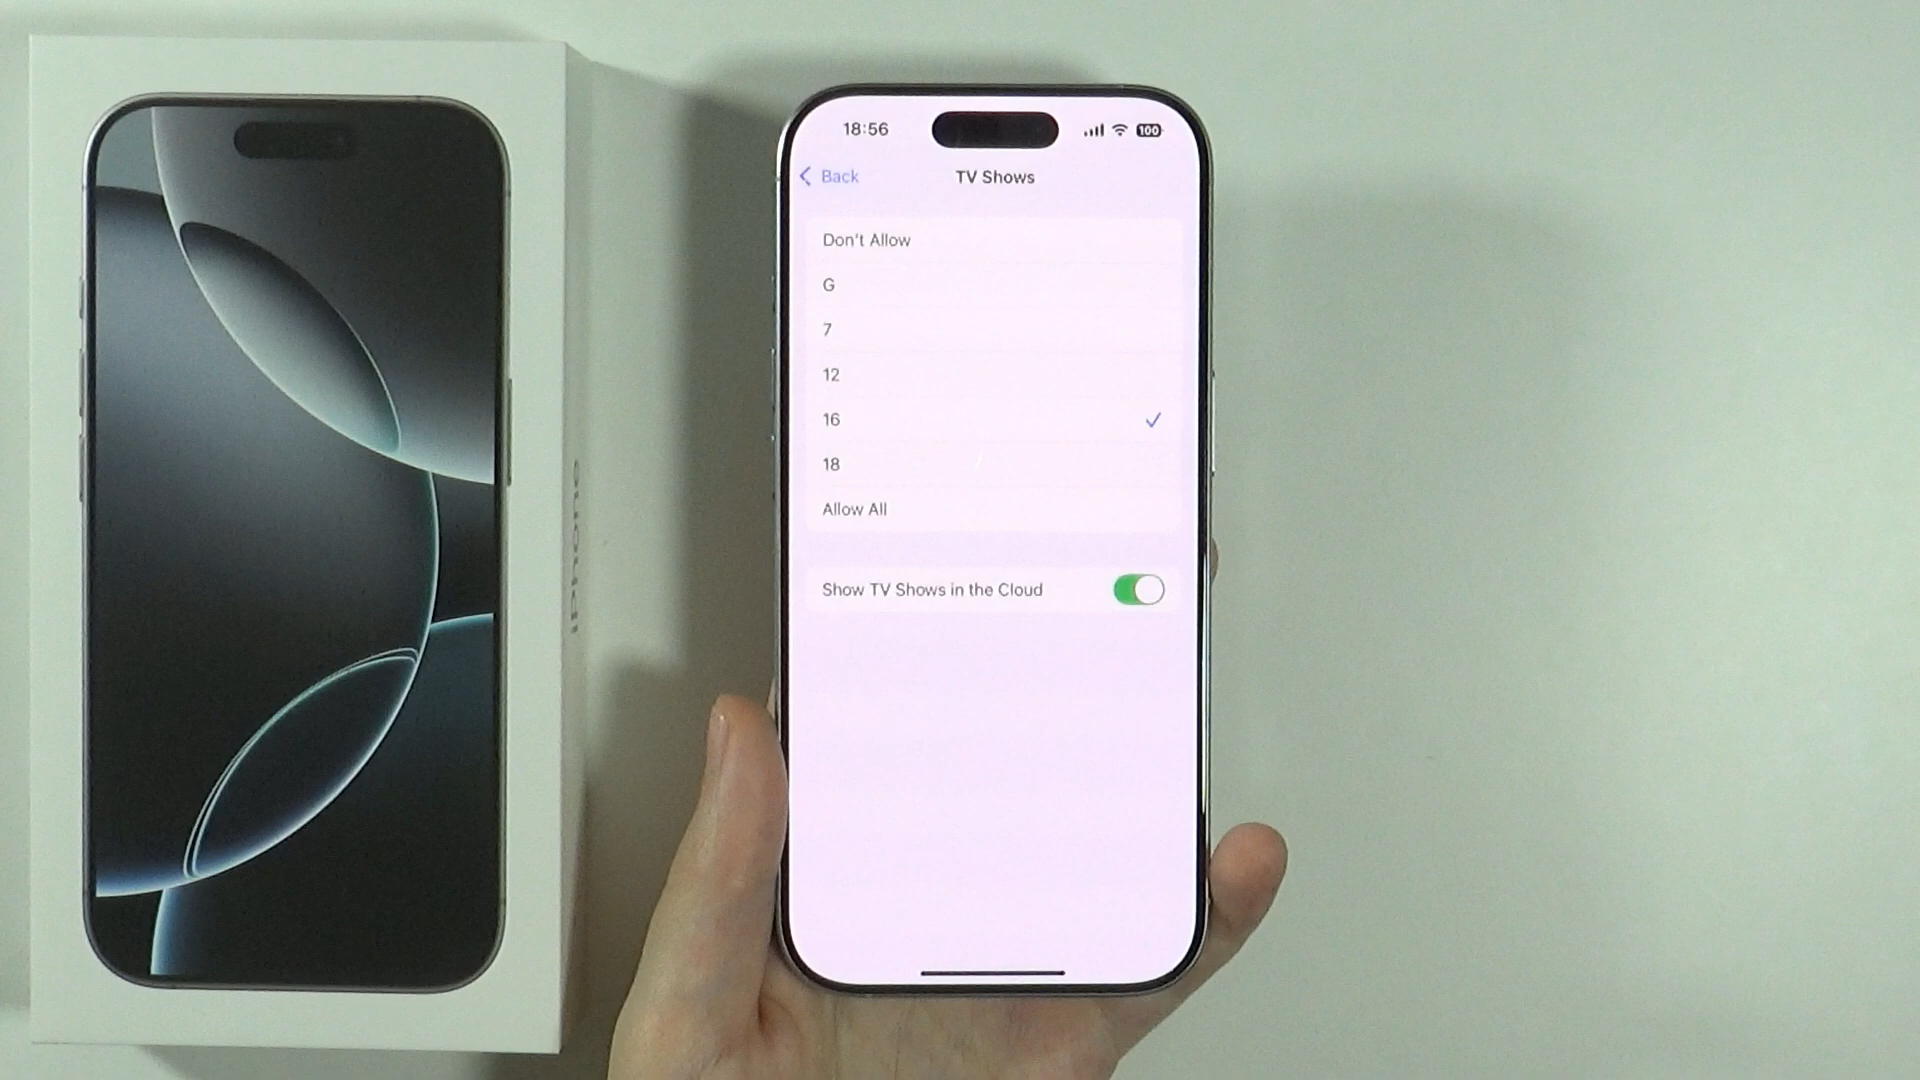 iPhone
18:56
100
Back
TV Shows
Don't Allow
G
7
12
16
18
Allow All
Show TV Shows in the Cloud